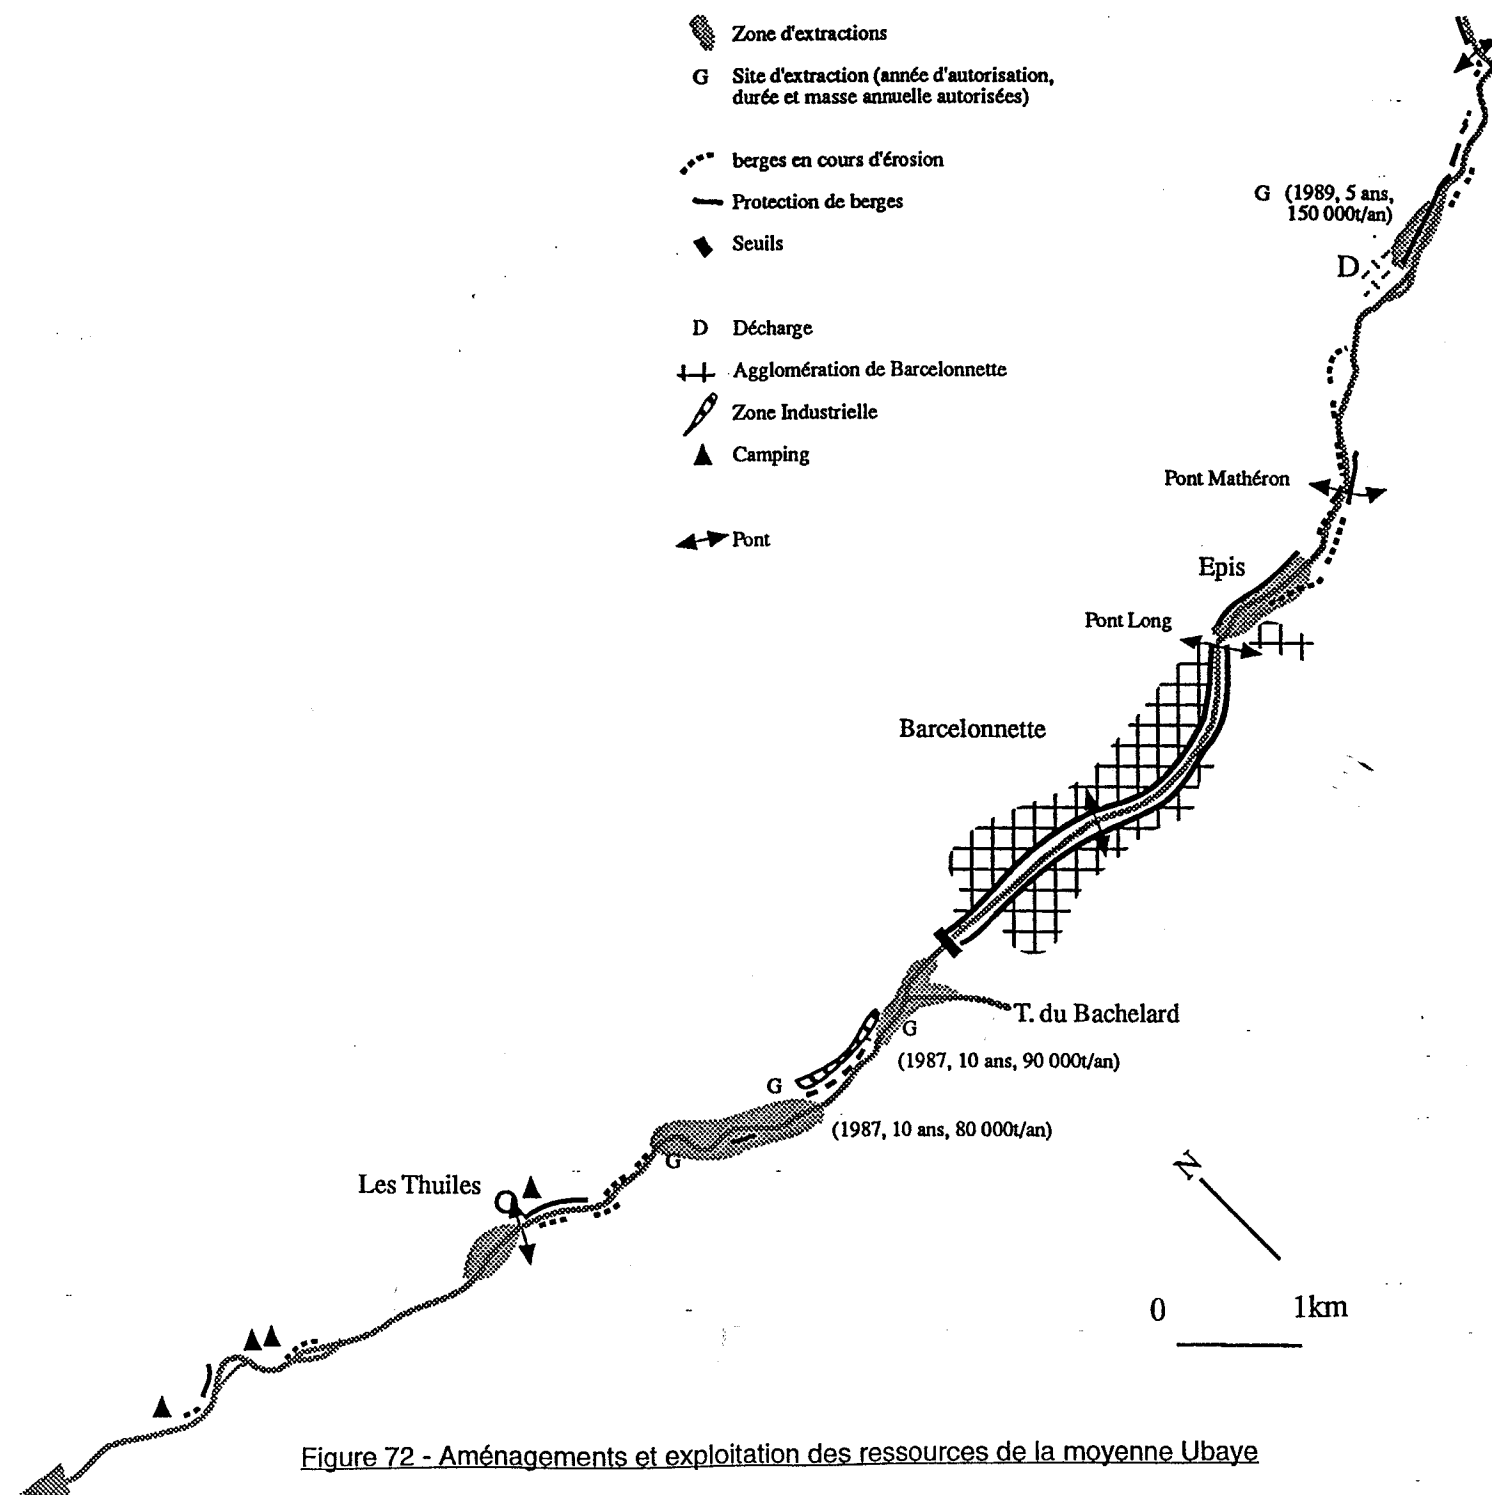 Zone d'extractions
G Site d'extraction (année d'autorisation,
durée et masse annuelle autorisées)
berges en cours d'érosion
Protection de berges
Seuils
D Décharge
Agglomération de Barcelonnette
Zone Industrielle
Camping
Pont
G (1989, 5 ans,
150 000t/an)
D
Pont Mathéron
Epis
Pont Long
Barcelonnette
T. du Bachelard
G
(1987, 10 ans, 90 000t/an)
G
(1987, 10 ans, 80 000t/an)
G
Les Thuiles
N
0 1km
Figure 72 - Aménagements et exploitation des ressources de la moyenne Ubaye